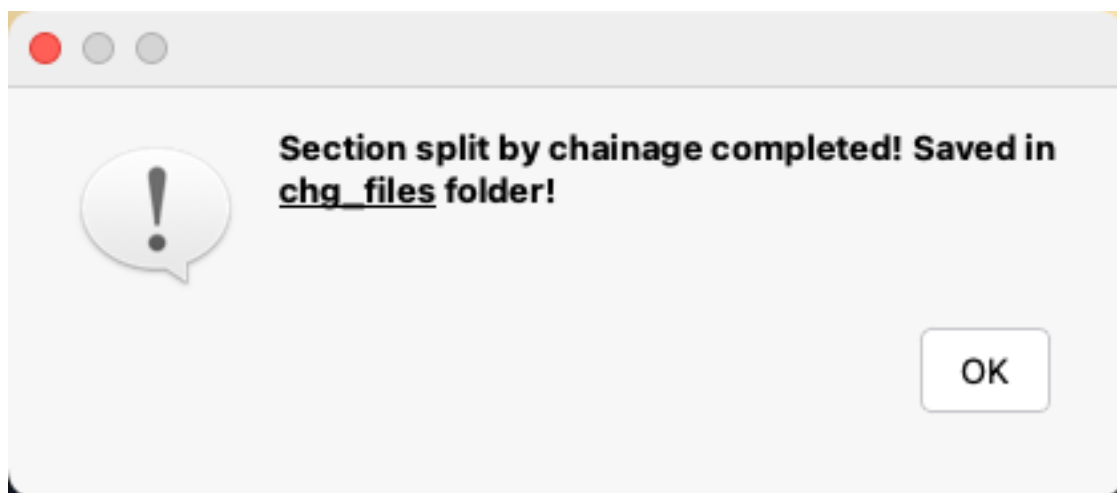 Section split by chainage completed! Saved in
chg_files folder!
OK